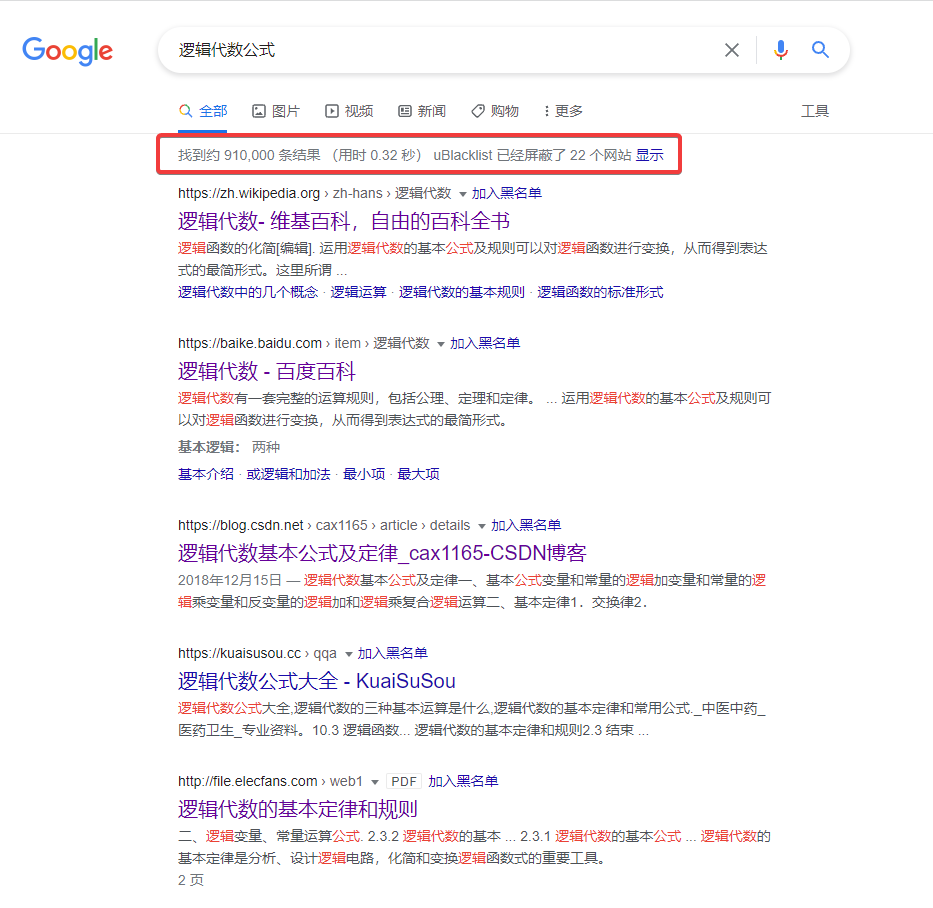 Google
逻辑代数公式
全部 图片 视频 新闻 购物 更多 工具
找到约 910,000 条结果 （用时 0.32 秒） uBlacklist 已经屏蔽了 22 个网站 显示
https://zh.wikipedia.org › zh-hans › 逻辑代数 加入黑名单
逻辑代数- 维基百科，自由的百科全书
逻辑函数的化简[编辑]. 运用逻辑代数的基本公式及规则可以对逻辑函数进行变换，从而得到表达
式的最简形式。这里所谓 ...
逻辑代数中的几个概念 · 逻辑运算 · 逻辑代数的基本规则 · 逻辑函数的标准形式
https://baike.baidu.com › item › 逻辑代数 加入黑名单
逻辑代数 - 百度百科
逻辑代数有一套完整的运算规则，包括公理、定理和定律。 ... 运用逻辑代数的基本公式及规则可
以对逻辑函数进行变换，从而得到表达式的最简形式。
基本逻辑： 两种
基本介绍 · 或逻辑和加法 · 最小项 · 最大项
https://blog.csdn.net › cax1165 › article › details 加入黑名单
逻辑代数基本公式及定律_cax1165-CSDN博客
2018年12月15日 — 逻辑代数基本公式及定律一、基本公式变量和常量的逻辑加变量和常量的逻
辑乘变量和反变量的逻辑加和逻辑乘复合逻辑运算二、基本定律1．交换律2．
https://kuaisusou.cc › qqa 加入黑名单
逻辑代数公式大全 - KuaiSuSou
逻辑代数公式大全,逻辑代数的三种基本运算是什么,逻辑代数的基本定律和常用公式._中医中药_
医药卫生_专业资料。10.3 逻辑函数... 逻辑代数的基本定律和规则2.3 结束 ...
http://file.elecfans.com › web1 PDF 加入黑名单
逻辑代数的基本定律和规则
二、逻辑变量、常量运算公式. 2.3.2 逻辑代数的基本 ... 2.3.1 逻辑代数的基本公式 ... 逻辑代数的
基本定律是分析、设计逻辑电路，化简和变换逻辑函数式的重要工具。
2 页